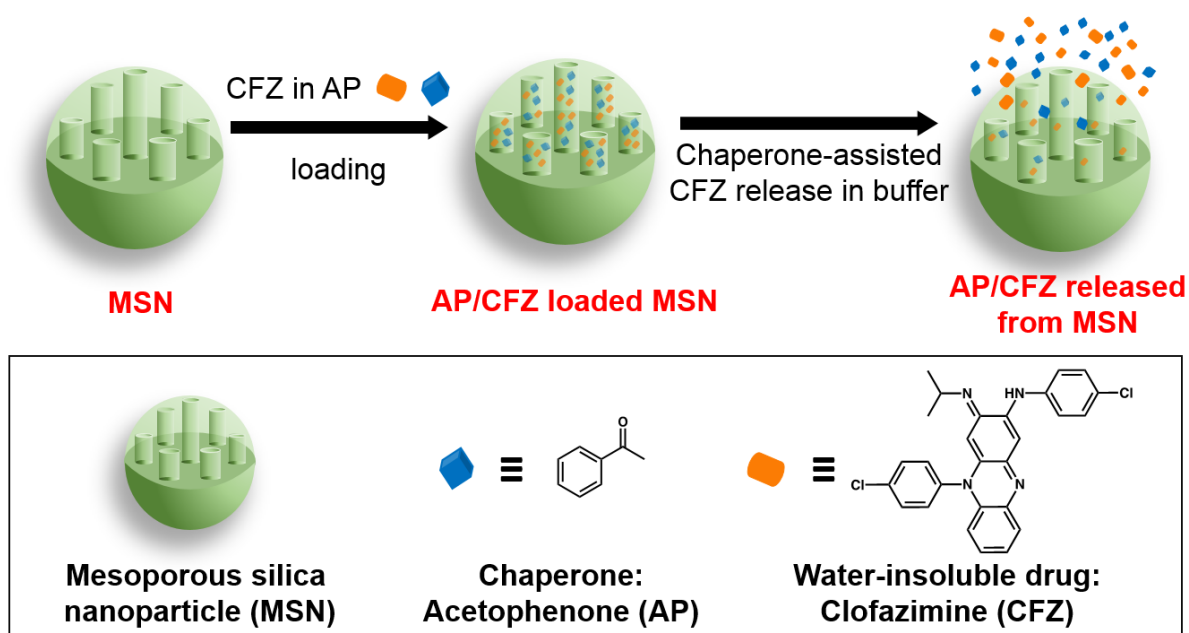 CFZ in AP
loading
Chaperone-assisted
CFZ release in buffer
MSN
AP/CFZ loaded MSN
AP/CFZ released
from MSN
O
N
HN
Cl
Cl
N
N
Mesoporous silica
nanoparticle (MSN)
Chaperone:
Acetophenone (AP)
Water-insoluble drug:
Clofazimine (CFZ)